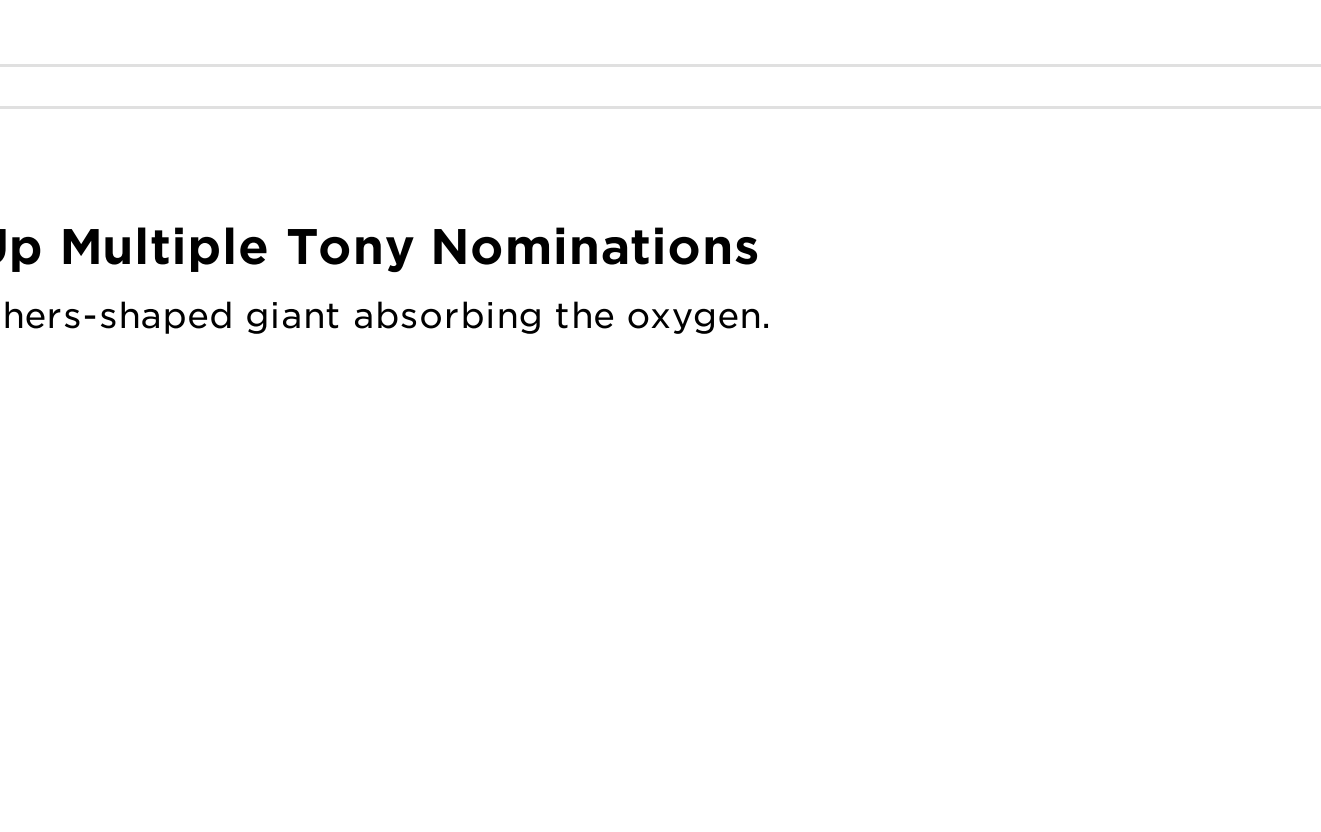 Up Multiple Tony Nominations
hers-shaped giant absorbing the oxygen.